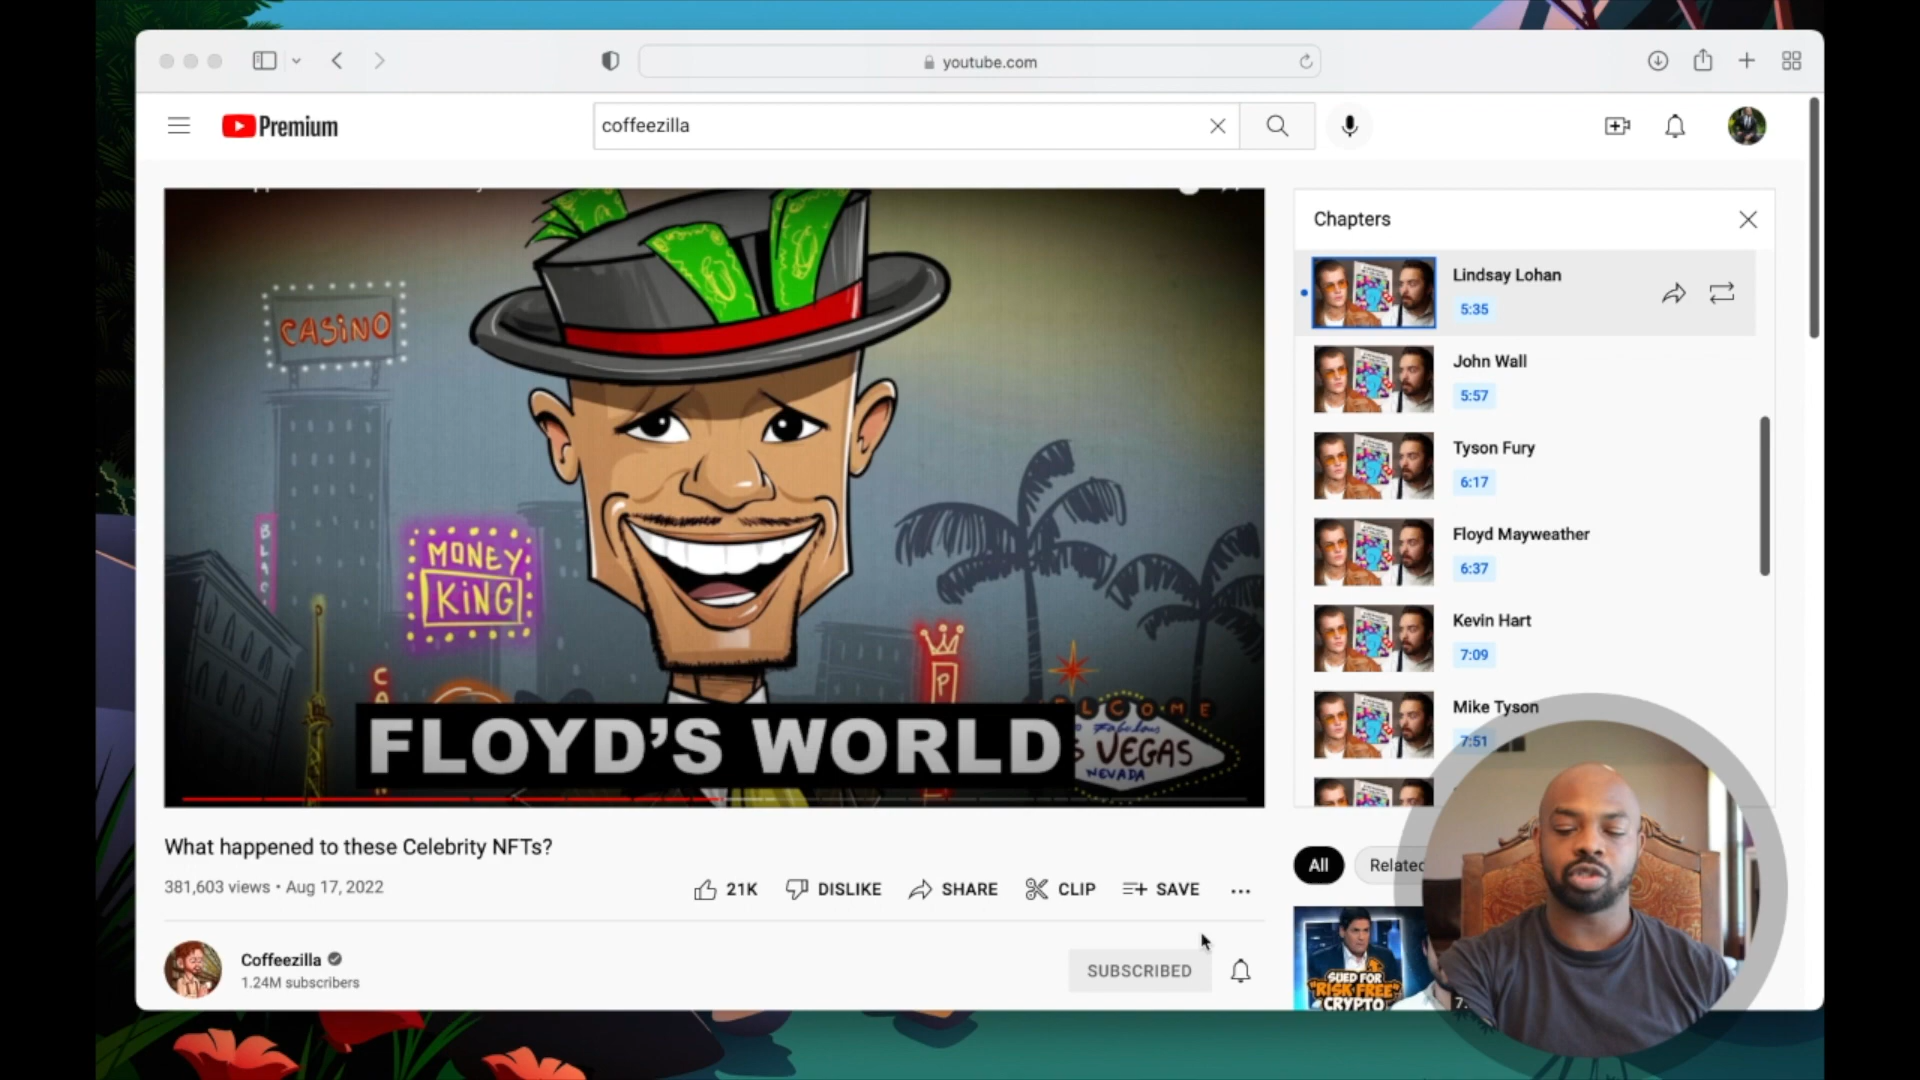 youtube.com
Premium
coffeezilla
CASINO
MONEY
KING
P
WELCOME
Fabulous
VEGAS
NEVADA
FLOYD'S WORLD
Chapters
Lindsay Lohan
5:35
John Wall
5:57
Tyson Fury
6:17
Floyd Mayweather
6:37
Kevin Hart
7:09
Mike Tyson
7:51
What happened to these Celebrity NFTs?
381,603 views • Aug 17, 2022
21K
DISLIKE
SHARE
CLIP
SAVE
All
Related
Coffeezilla
1.24M subscribers
SUBSCRIBED
SUED FOR
"RISK FREE"
CRYPTO